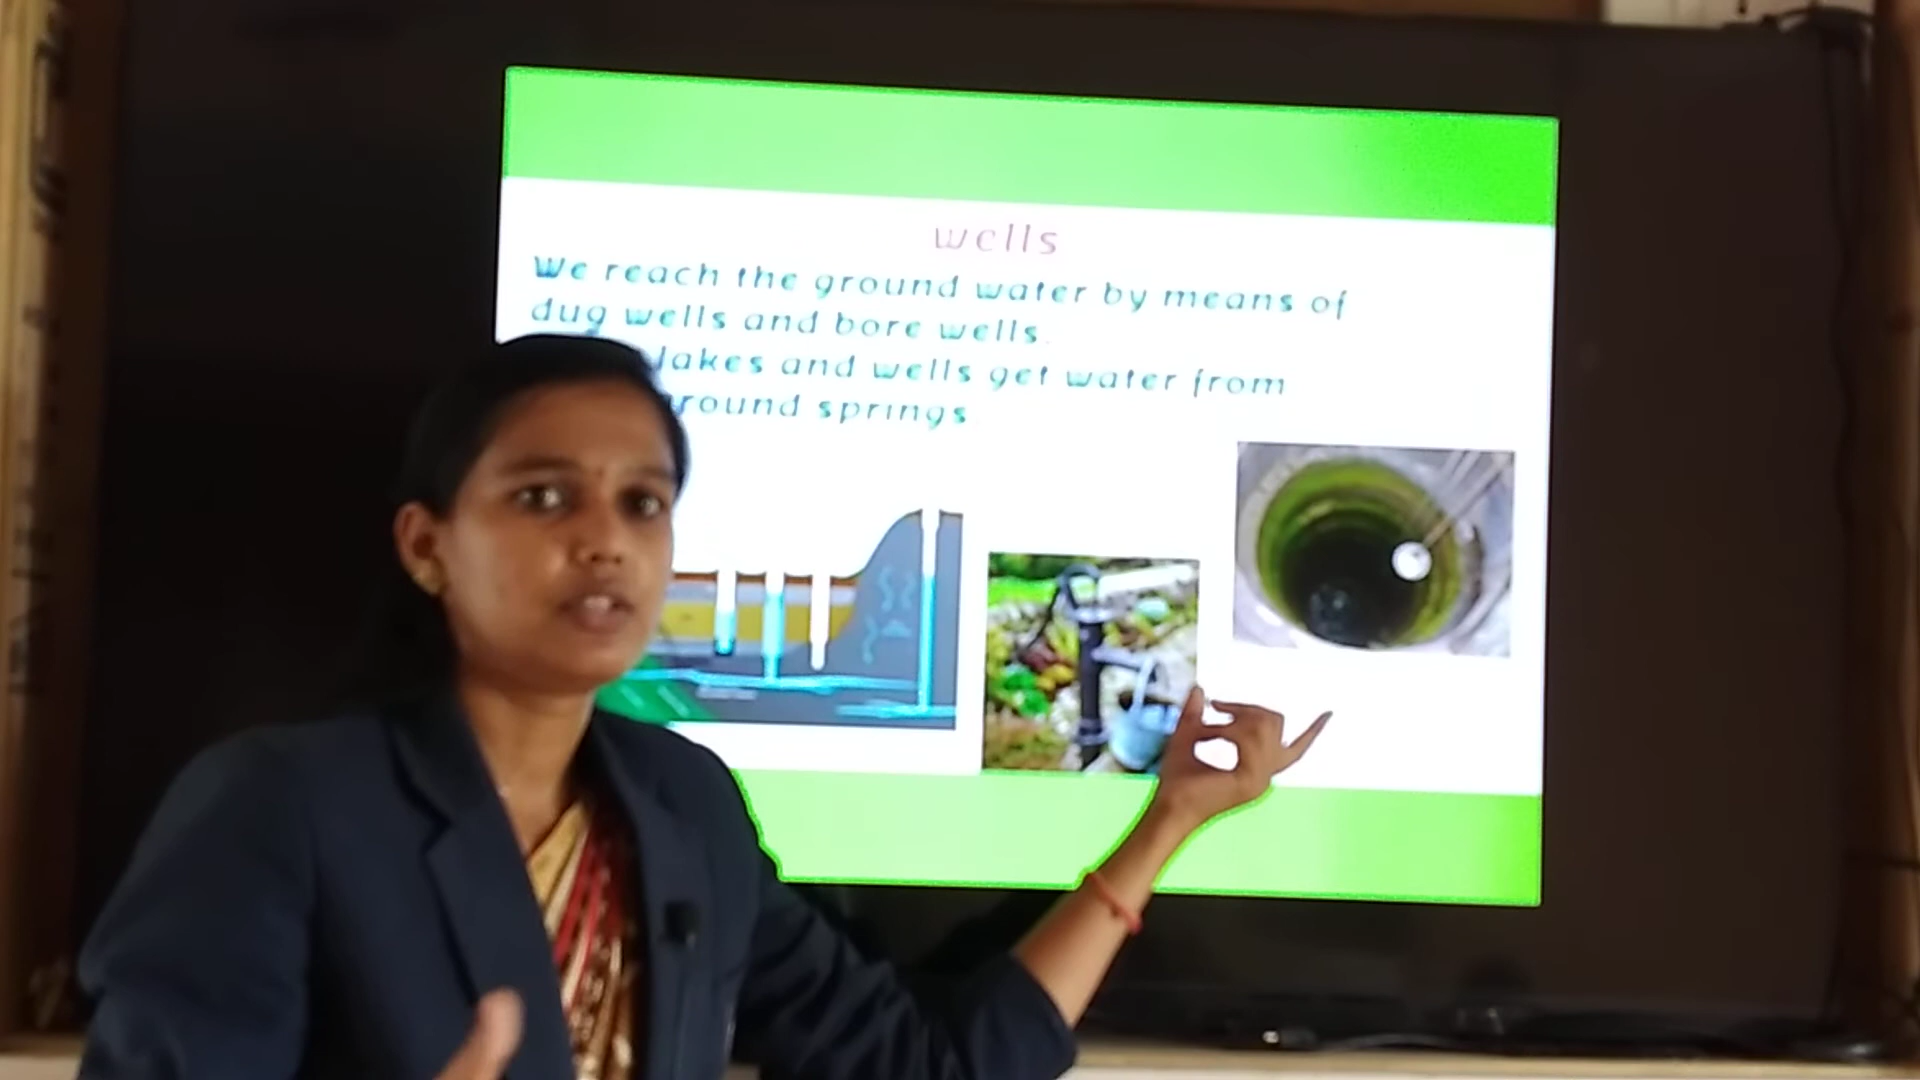 wells
We reach the ground water by means of
dug wells and bore wells.
lakes and wells get water from
round springs